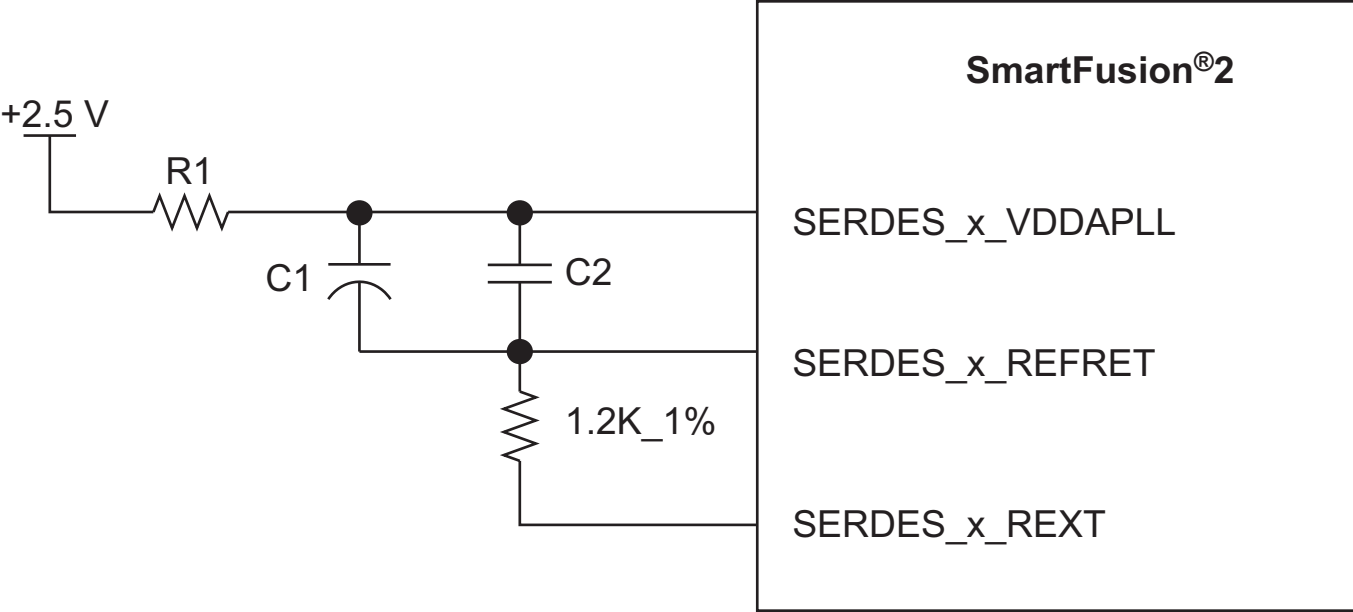 SmartFusion®2
+2.5 V
R1
SERDES_x_VDDAPLL
C1
C2
SERDES_x_REFRET
1.2K_1%
SERDES_x_REXT